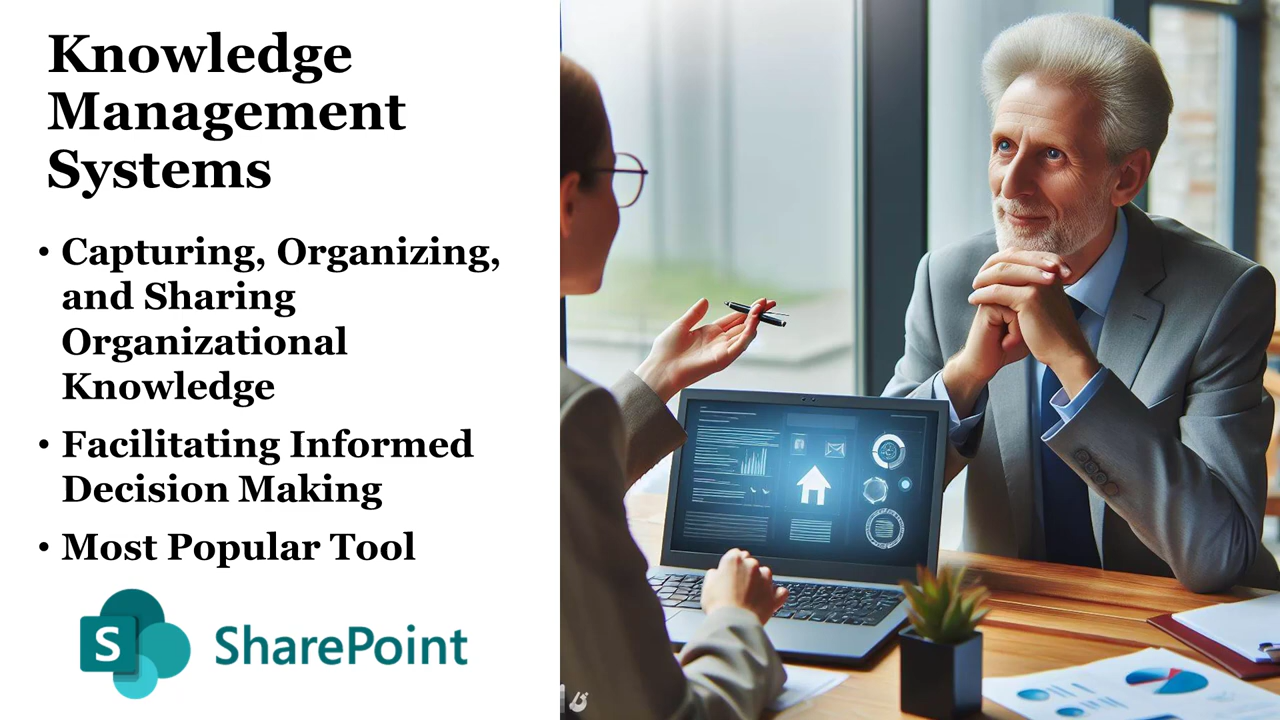 Knowledge
Management
Systems
• Capturing, Organizing,
and Sharing
Organizational
Knowledge
• Facilitating Informed
Decision Making
• Most Popular Tool
S SharePoint